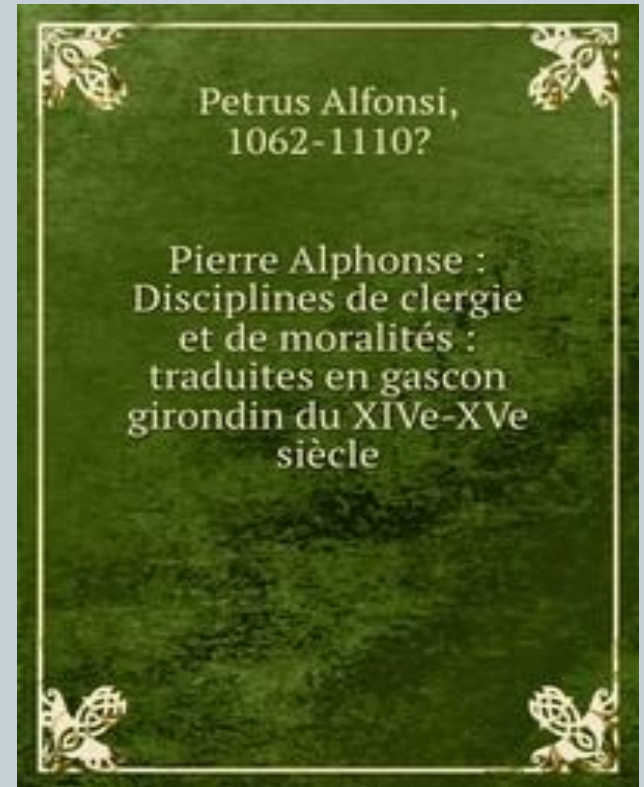 Petrus Alfonsi,
1062-1110?
Pierre Alphonse :
Disciplines de clergie
et de moralités :
traduites en gascon
girondin du XIVe-XVe
siècle